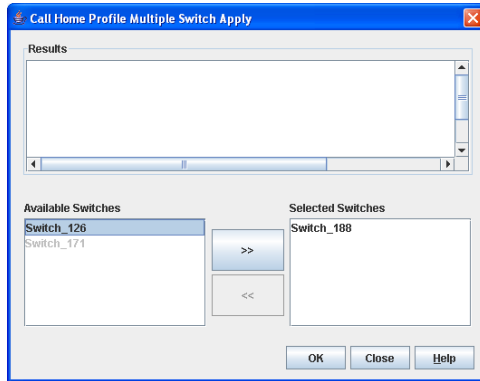 Call Home Profile Multiple Switch Apply
Results
Available Switches
Switch_126
Switch_171
>>
<<
Selected Switches
Switch_188
OK
Close
Help